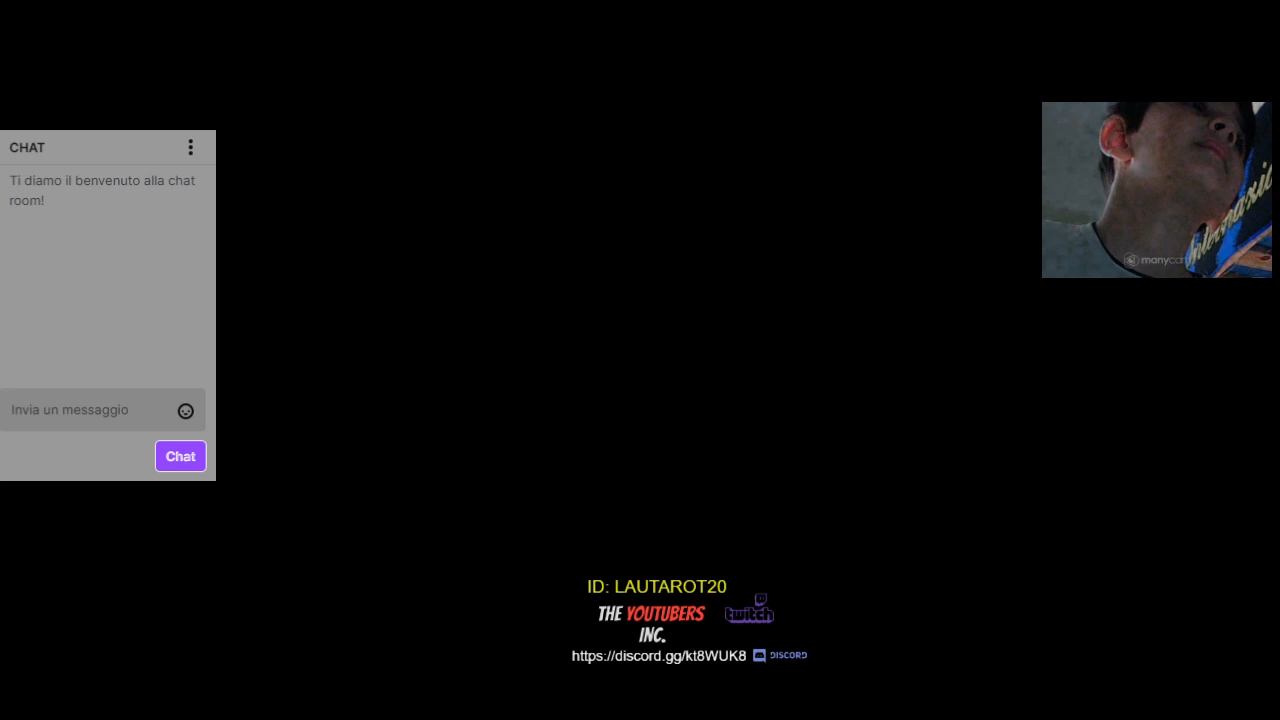 CHAT
Ti diamo il benvenuto alla chat
room!
Invia un messaggio
Chat
manycam
ID: LAUTAROT20
THE YOUTUBERS
INC.
twitch
https://discord.gg/kt8WUK8
DISCORD